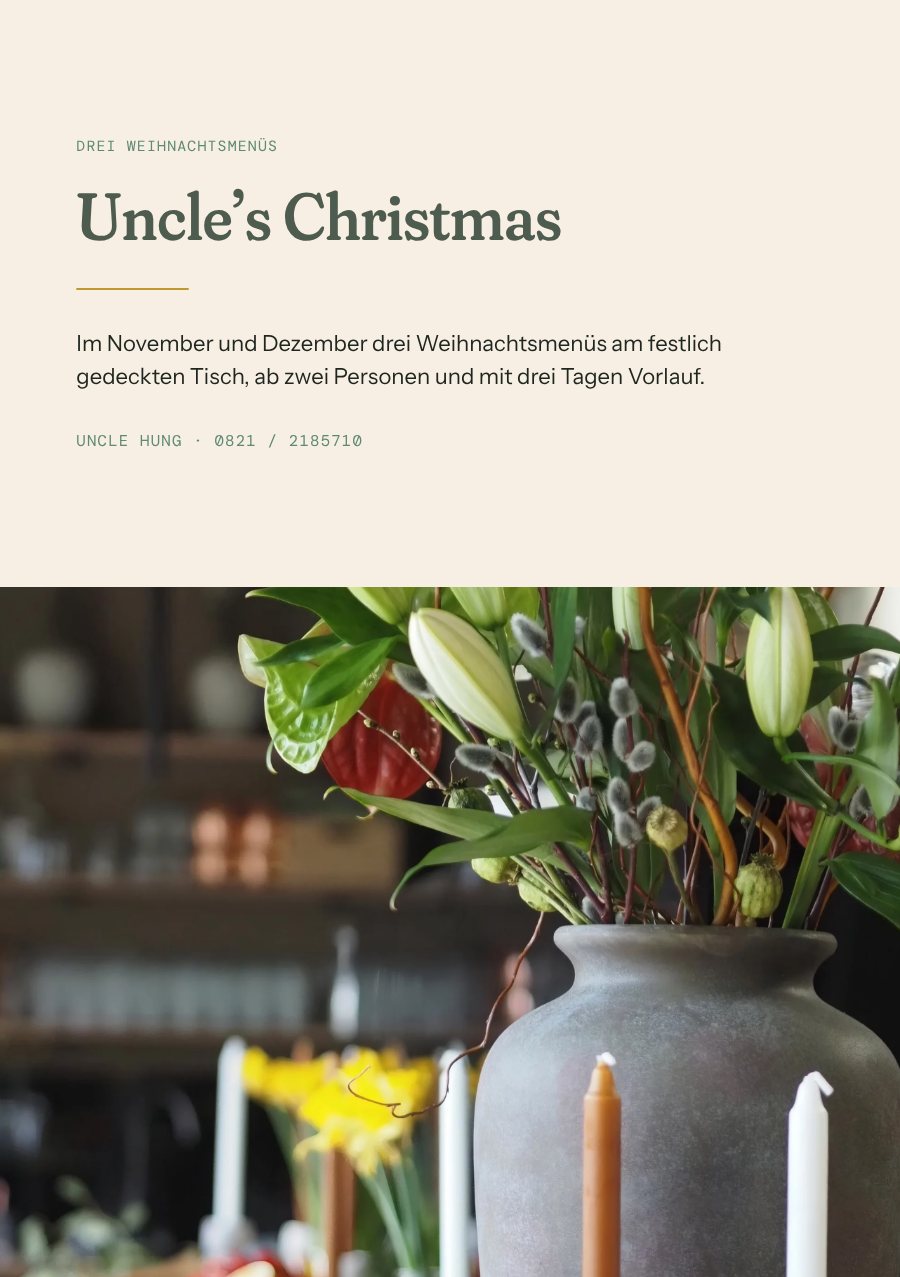 DREI WEIHNACHTSMENÜS
Uncle’s Christmas
Im November und Dezember drei Weihnachtsmenüs am festlich
gedeckten Tisch, ab zwei Personen und mit drei Tagen Vorlauf.
UNCLE HUNG · 0821 / 2185710